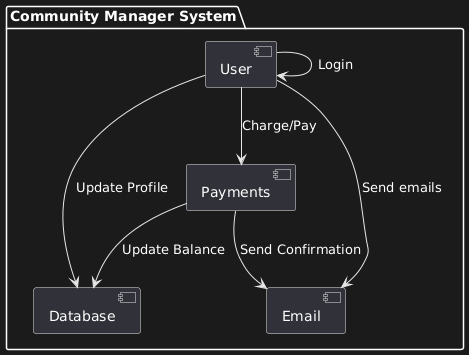 Community Manager System
User
Login
Charge/Pay
Update Profile
Send emails
Payments
Update Balance
Send Confirmation
Database
Email